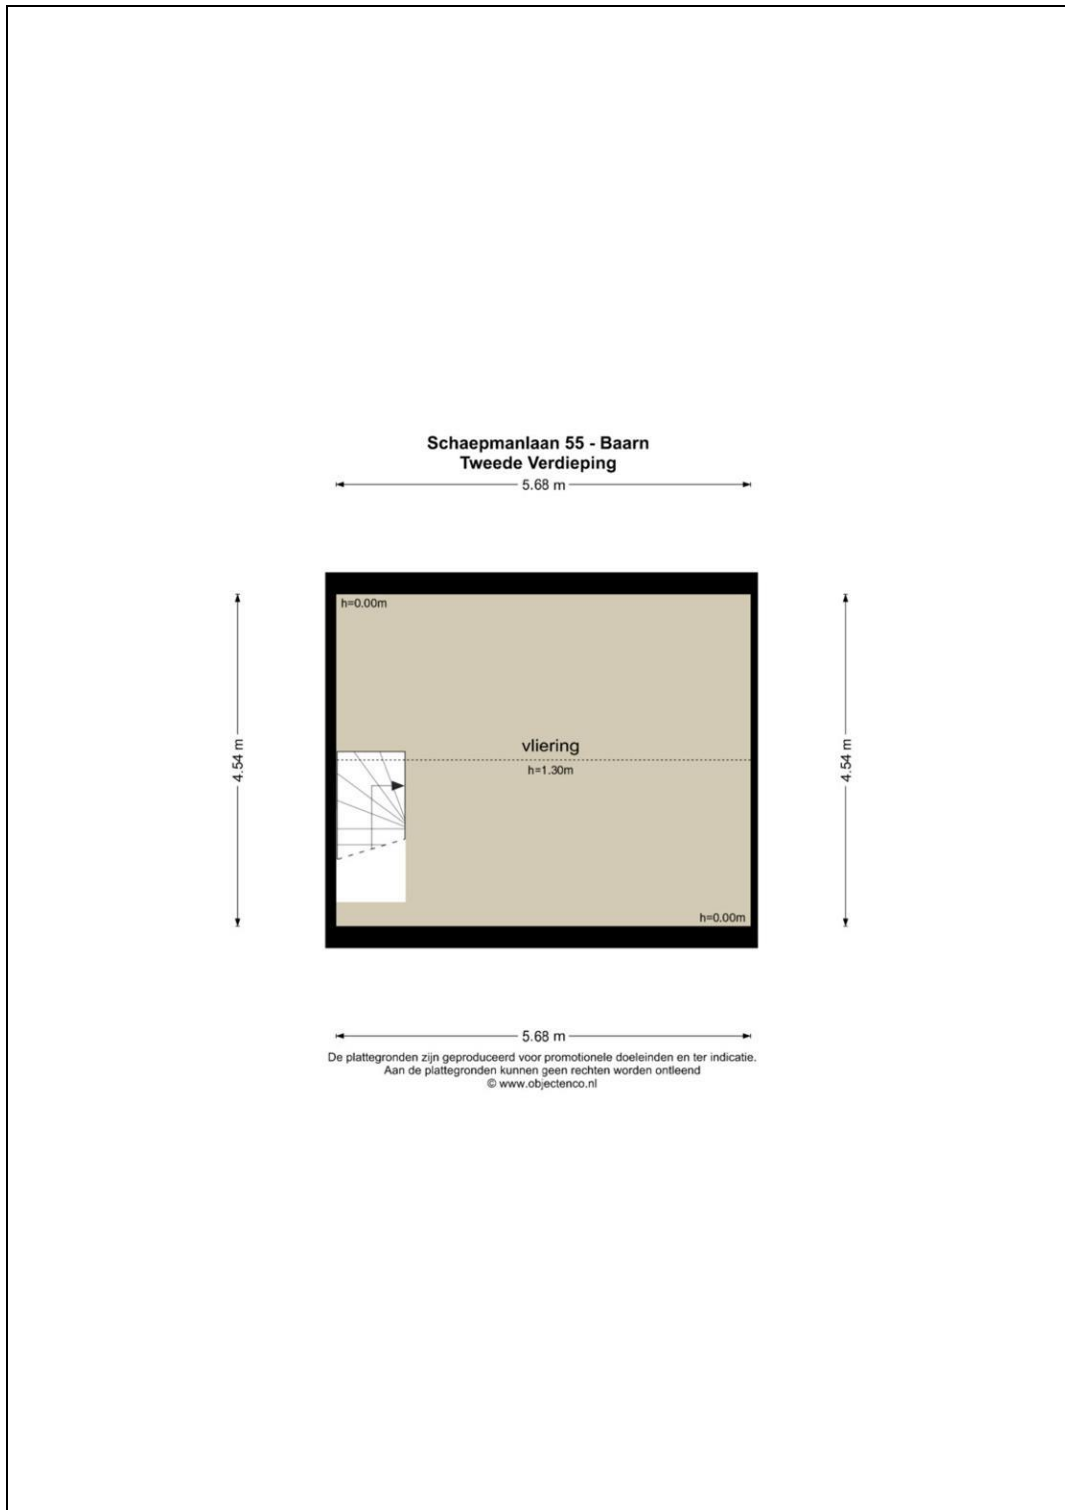 Schaepmanlaan 55 - Baarn
Tweede Verdieping
5.68 m
h=0.00m
4.54 m
vliering
h=1.30m
4.54 m
h=0.00m
5.68 m
De plattegronden zijn geproduceerd voor promotionele doeleinden en ter indicatie.
Aan de plattegronden kunnen geen rechten worden ontleend
© www.objectenco.nl